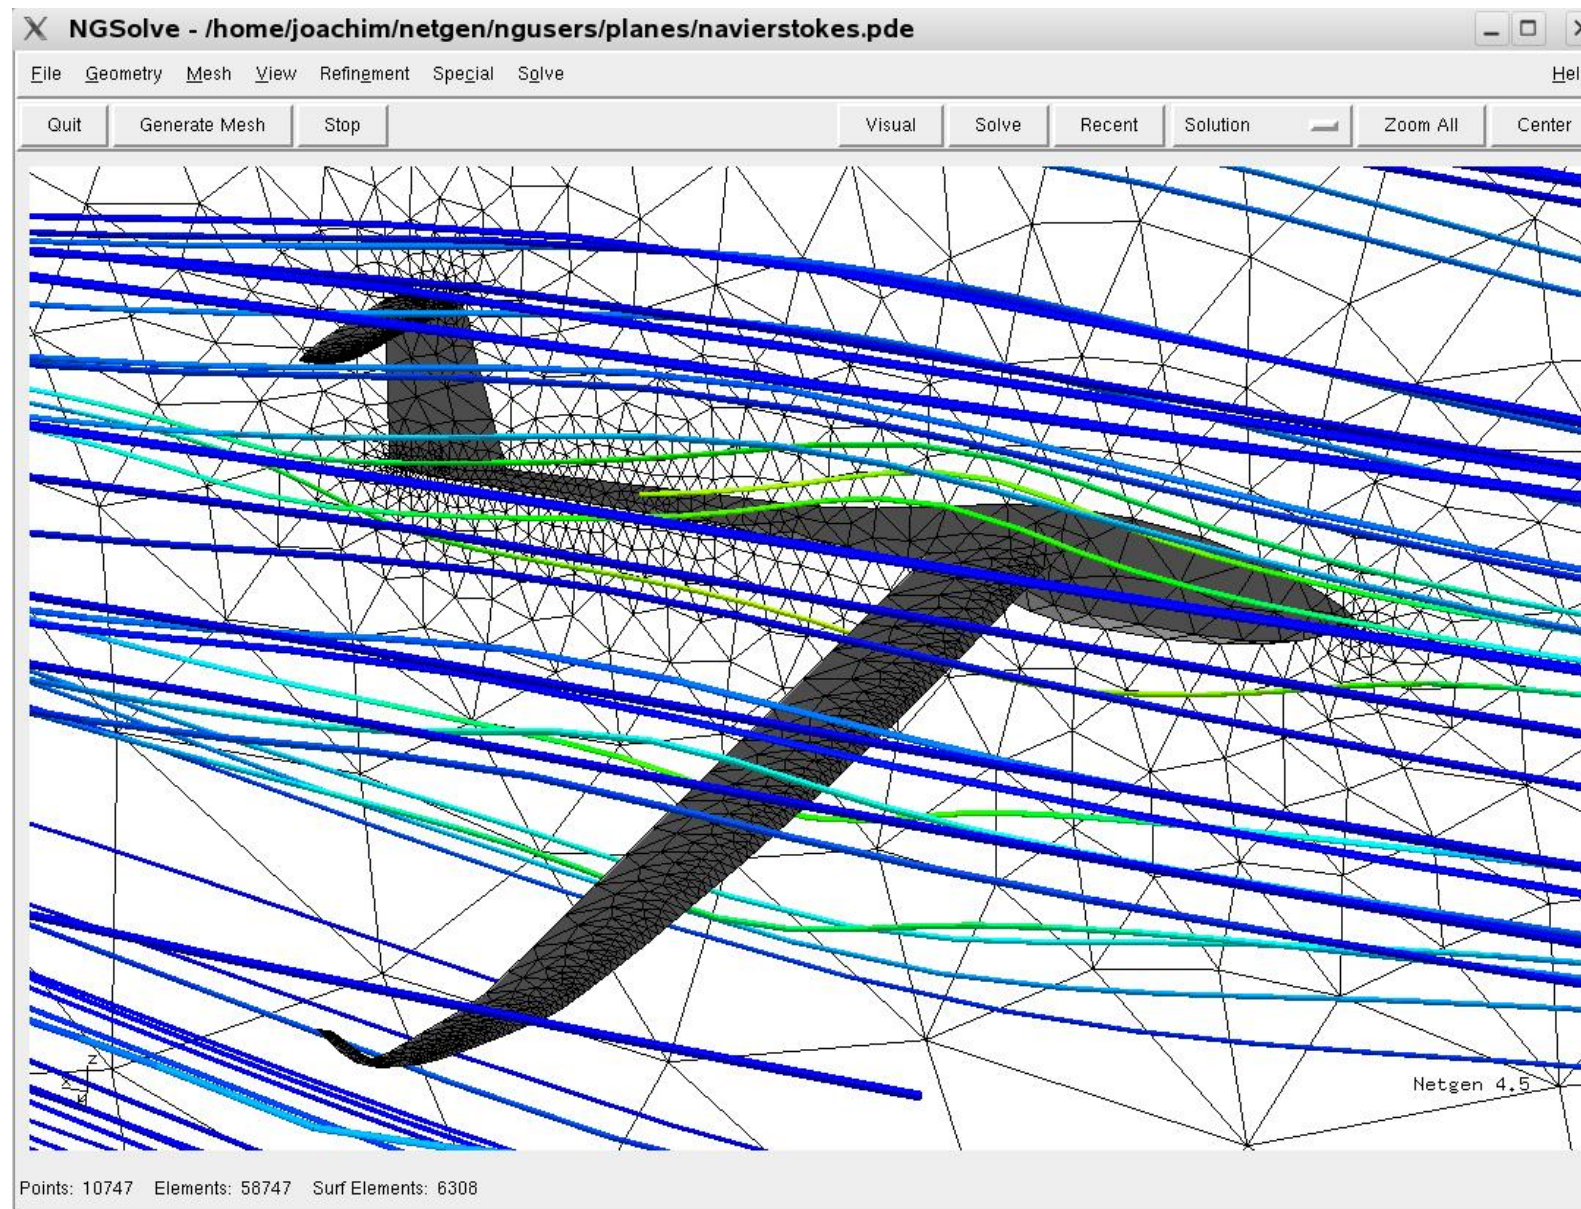 NGSolve - /home/joachim/netgen/ngusers/planes/navierstokes.pde
File Geometry Mesh View Refinement Special Solve Hel
Quit Generate Mesh Stop Visual Solve Recent Solution Zoom All Center
z
x
Netgen 4.5
Points: 10747 Elements: 58747 Surf Elements: 6308